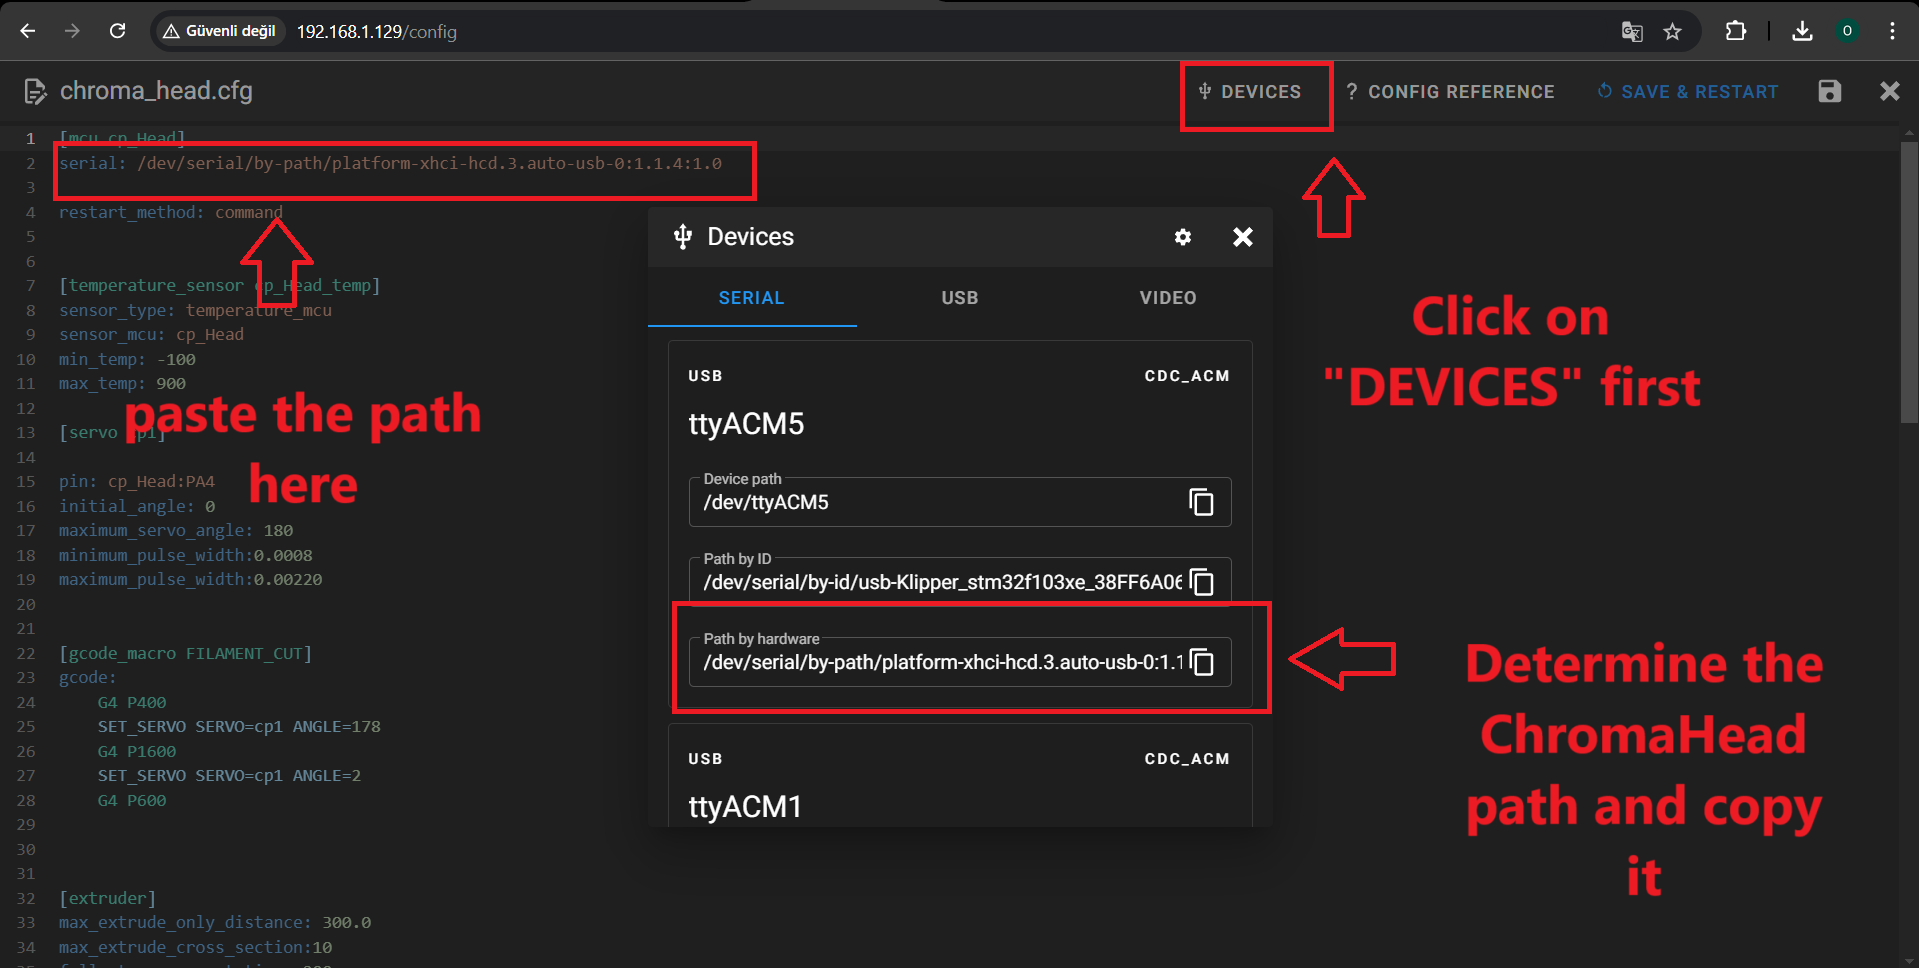 Güvenli değil
192.168.1.129/config
O
chroma_head.cfg
DEVICES
? CONFIG REFERENCE
SAVE & RESTART
1 [mcu cp_Head]
2 serial: /dev/serial/by-path/platform-xhci-hcd.3.auto-usb-0:1.1.4:1.0
3
4 restart_method: command
5
6
7 [temperature_sensor cp_Head_temp]
8 sensor_type: temperature_mcu
9 sensor_mcu: cp_Head
10 min_temp: -100
11 max_temp: 900
12
13 [servo cp1]
14
15 pin: cp_Head:PA4
16 initial_angle: 0
17 maximum_servo_angle: 180
18 minimum_pulse_width:0.0008
19 maximum_pulse_width:0.00220
20
21
22 [gcode_macro FILAMENT_CUT]
23 gcode:
24 G4 P400
25 SET_SERVO SERVO=cp1 ANGLE=178
26 G4 P1600
27 SET_SERVO SERVO=cp1 ANGLE=2
28 G4 P600
29
30
31
32 [extruder]
33 max_extrude_only_distance: 300.0
34 max_extrude_cross_section:10
paste the path
here
Devices
SERIAL
USB
VIDEO
USB
CDC_ACM
ttyACM5
Device path
/dev/ttyACM5
Path by ID
/dev/serial/by-id/usb-Klipper_stm32f103xe_38FF6A06
Path by hardware
/dev/serial/by-path/platform-xhci-hcd.3.auto-usb-0:1.1
USB
CDC_ACM
ttyACM1
Click on
"DEVICES" first
Determine the
ChromaHead
path and copy
it